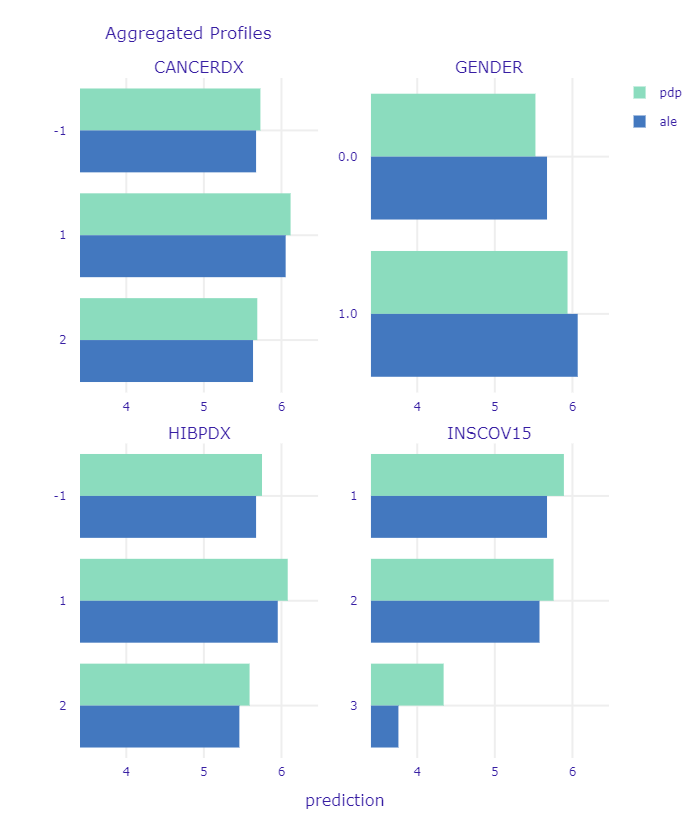 Aggregated Profiles
CANCERDX
GENDER
pdp
ale
-1
1
2
0.0
1.0
4 5 6
4 5 6
HIBPDX
INSCOV15
-1
1
2
1
2
3
4 5 6
4 5 6
prediction